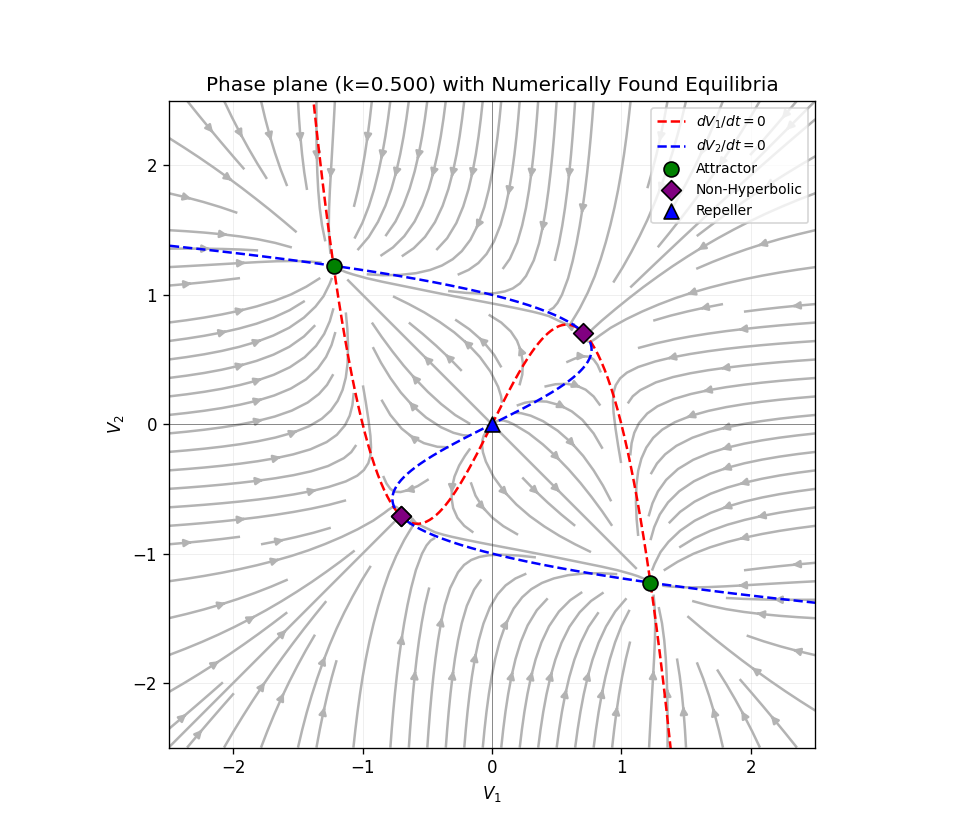 Phase plane (k=0.500) with Numerically Found Equilibria
dV₁/dt = 0
dV₂/dt = 0
Attractor
Non-Hyperbolic
Repeller
2
1
0
−1
−2
V₂
−2
−1
0
1
2
V₁